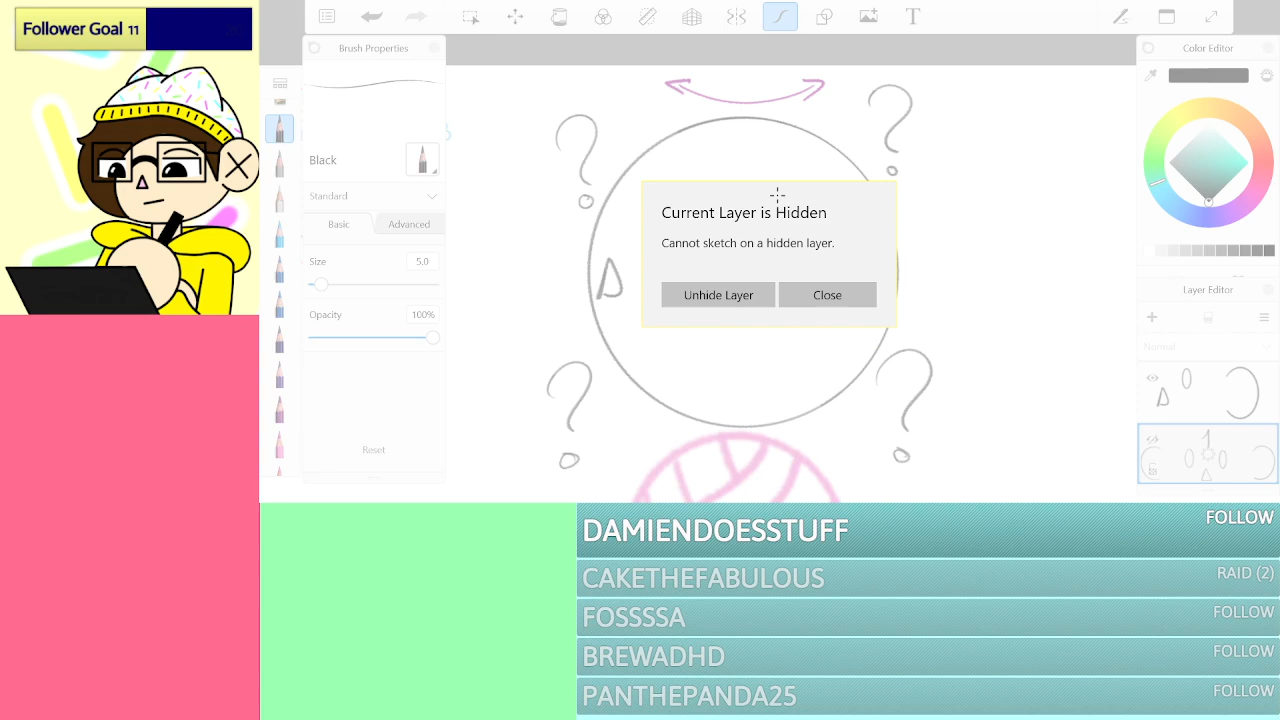 Follower Goal 11
T
Brush Properties
Black
Standard
Basic Advanced
Size 5.0
Opacity 100%
Reset
? ?
? ?
Current Layer is Hidden
Cannot sketch on a hidden layer.
Unhide Layer Close
Color Editor
Layer Editor
Normal
DAMIENDOESSTUFF FOLLOW
CAKETHEFABULOUS RAID (2)
FOSSSSA FOLLOW
BREWADHD FOLLOW
PANTHEPANDA25 FOLLOW